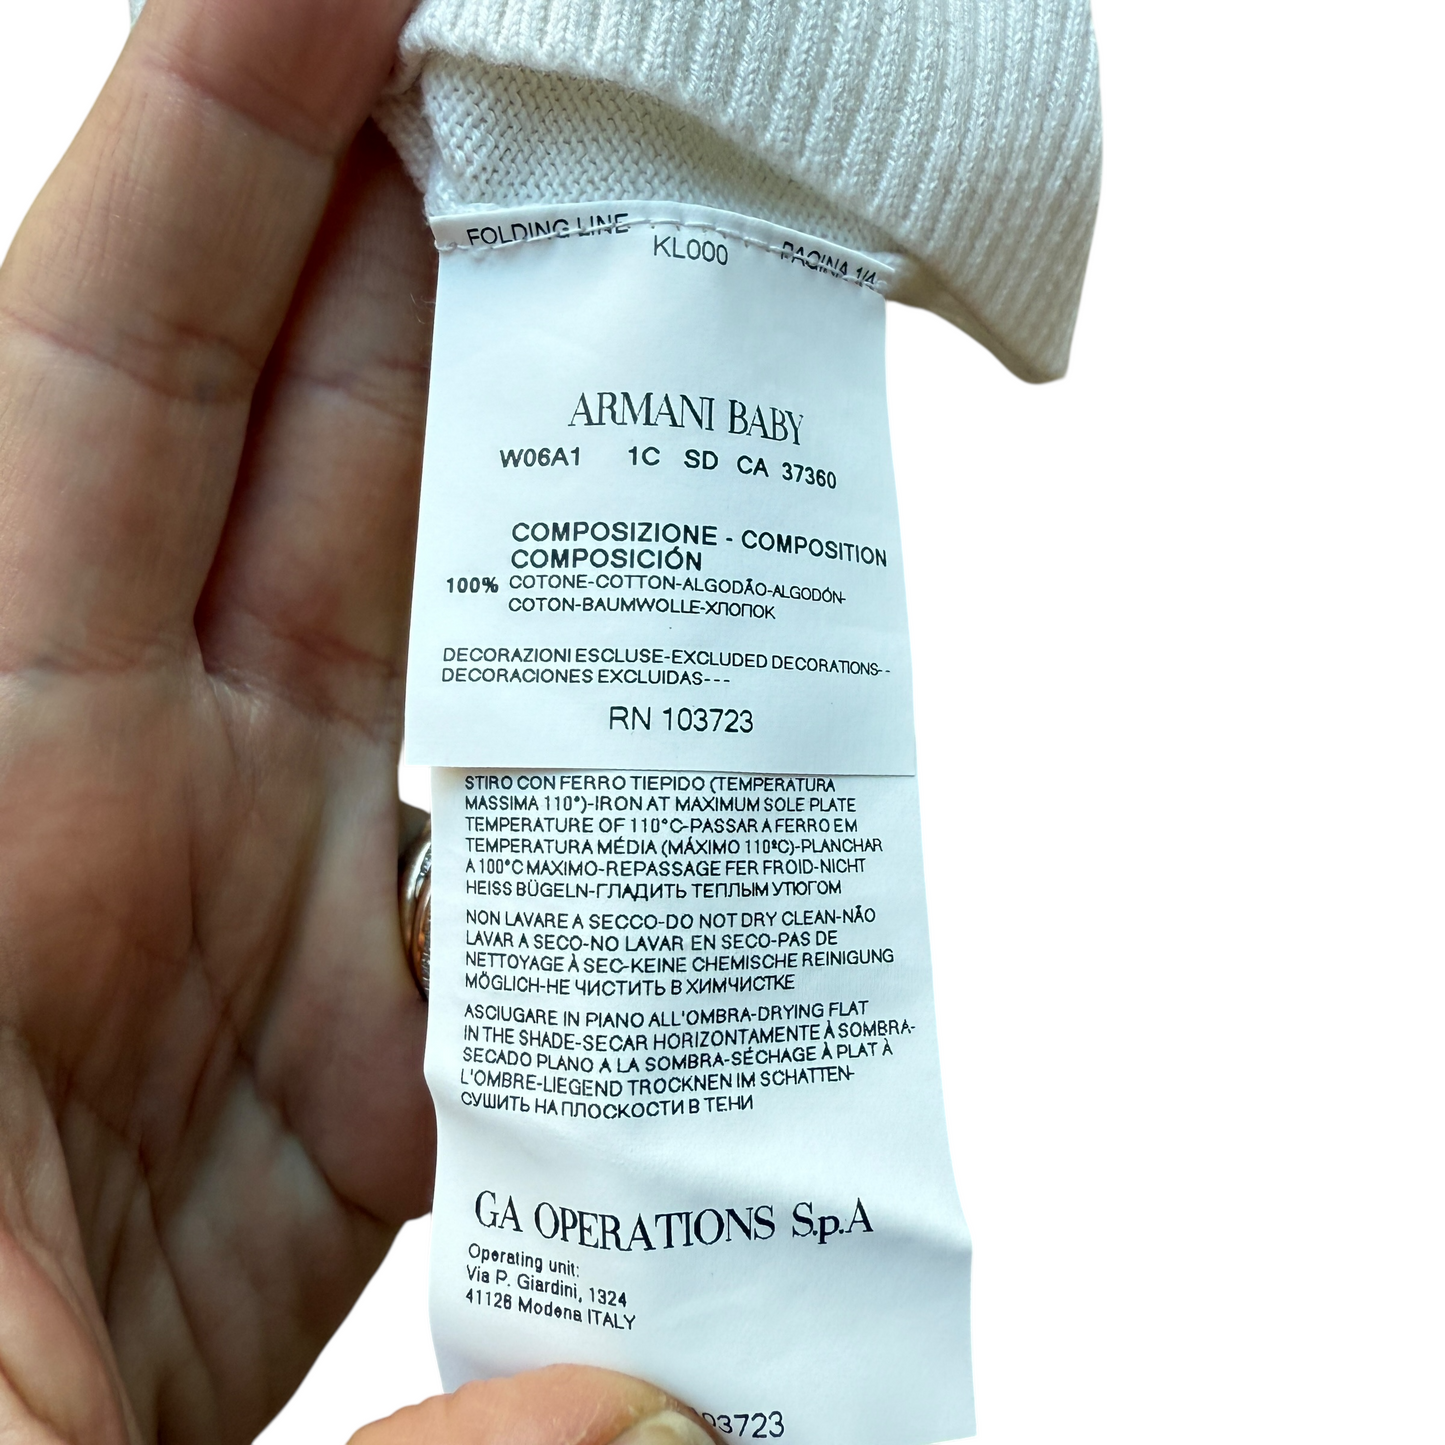 FOLDING LINE KL000 PAGINA 1/4
ARMANI BABY
W06A1 1C SD CA 37360
COMPOSIZIONE - COMPOSITION
COMPOSICIÓN
100% COTONE-COTTON-ALGODÃO-ALGODÓN-
COTON-BAUMWOLLE-ХЛОПОК
DECORAZIONI ESCLUSE-EXCLUDED DECORATIONS--
DECORACIONES EXCLUIDAS---
RN 103723
STIRO CON FERRO TIEPIDO (TEMPERATURA
MASSIMA 110°)-IRON AT MAXIMUM SOLE PLATE
TEMPERATURE OF 110°C-PASSAR A FERRO EM
TEMPERATURA MÉDIA (MÁXIMO 110ºC)-PLANCHAR
A 100°C MAXIMO-REPASSAGE FER FROID-NICHT
HEISS BÜGELN-ГЛАДИТЬ ТЕПЛЫМ УТЮГОМ
NON LAVARE A SECCO-DO NOT DRY CLEAN-NÃO
LAVAR A SECO-NO LAVAR EN SECO-PAS DE
NETTOYAGE À SEC-KEINE CHEMISCHE REINIGUNG
MÖGLICH-НЕ ЧИСТИТЬ В ХИМЧИСТКЕ
ASCIUGARE IN PIANO ALL'OMBRA-DRYING FLAT
IN THE SHADE-SECAR HORIZONTAMENTE À SOMBRA-
SECADO PLANO A LA SOMBRA-SÉCHAGE À PLAT À
L'OMBRE-LIEGEND TROCKNEN IM SCHATTEN-
СУШИТЬ НА ПЛОСКОСТИ В ТЕНИ
GA OPERATIONS S.p.A
Operating unit:
Via P. Giardini, 1324
41126 Modena ITALY
03723